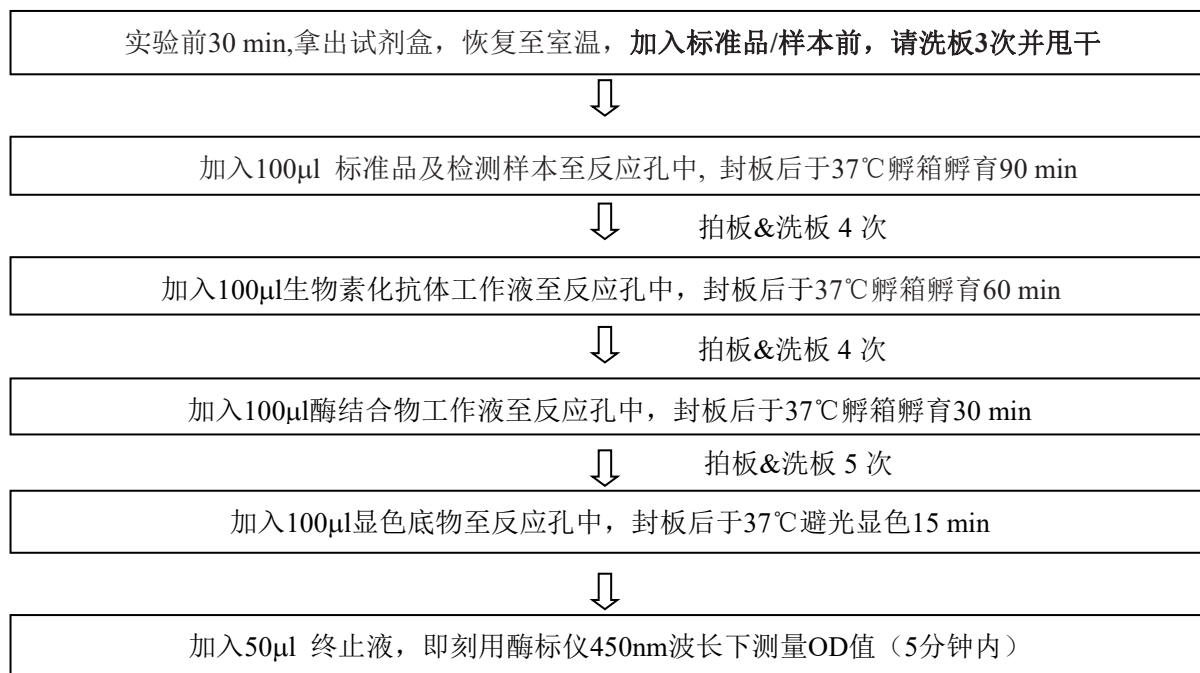 实验前30 min,拿出试剂盒，恢复至室温，加入标准品/样本前，请洗板3次并甩干
加入100μl 标准品及检测样本至反应孔中, 封板后于37℃孵箱孵育90 min
拍板&洗板 4 次
加入100μl生物素化抗体工作液至反应孔中，封板后于37℃孵箱孵育60 min
拍板&洗板 4 次
加入100μl酶结合物工作液至反应孔中，封板后于37℃孵箱孵育30 min
拍板&洗板 5 次
加入100μl显色底物至反应孔中，封板后于37℃避光显色15 min
加入50μl 终止液，即刻用酶标仪450nm波长下测量OD值（5分钟内）